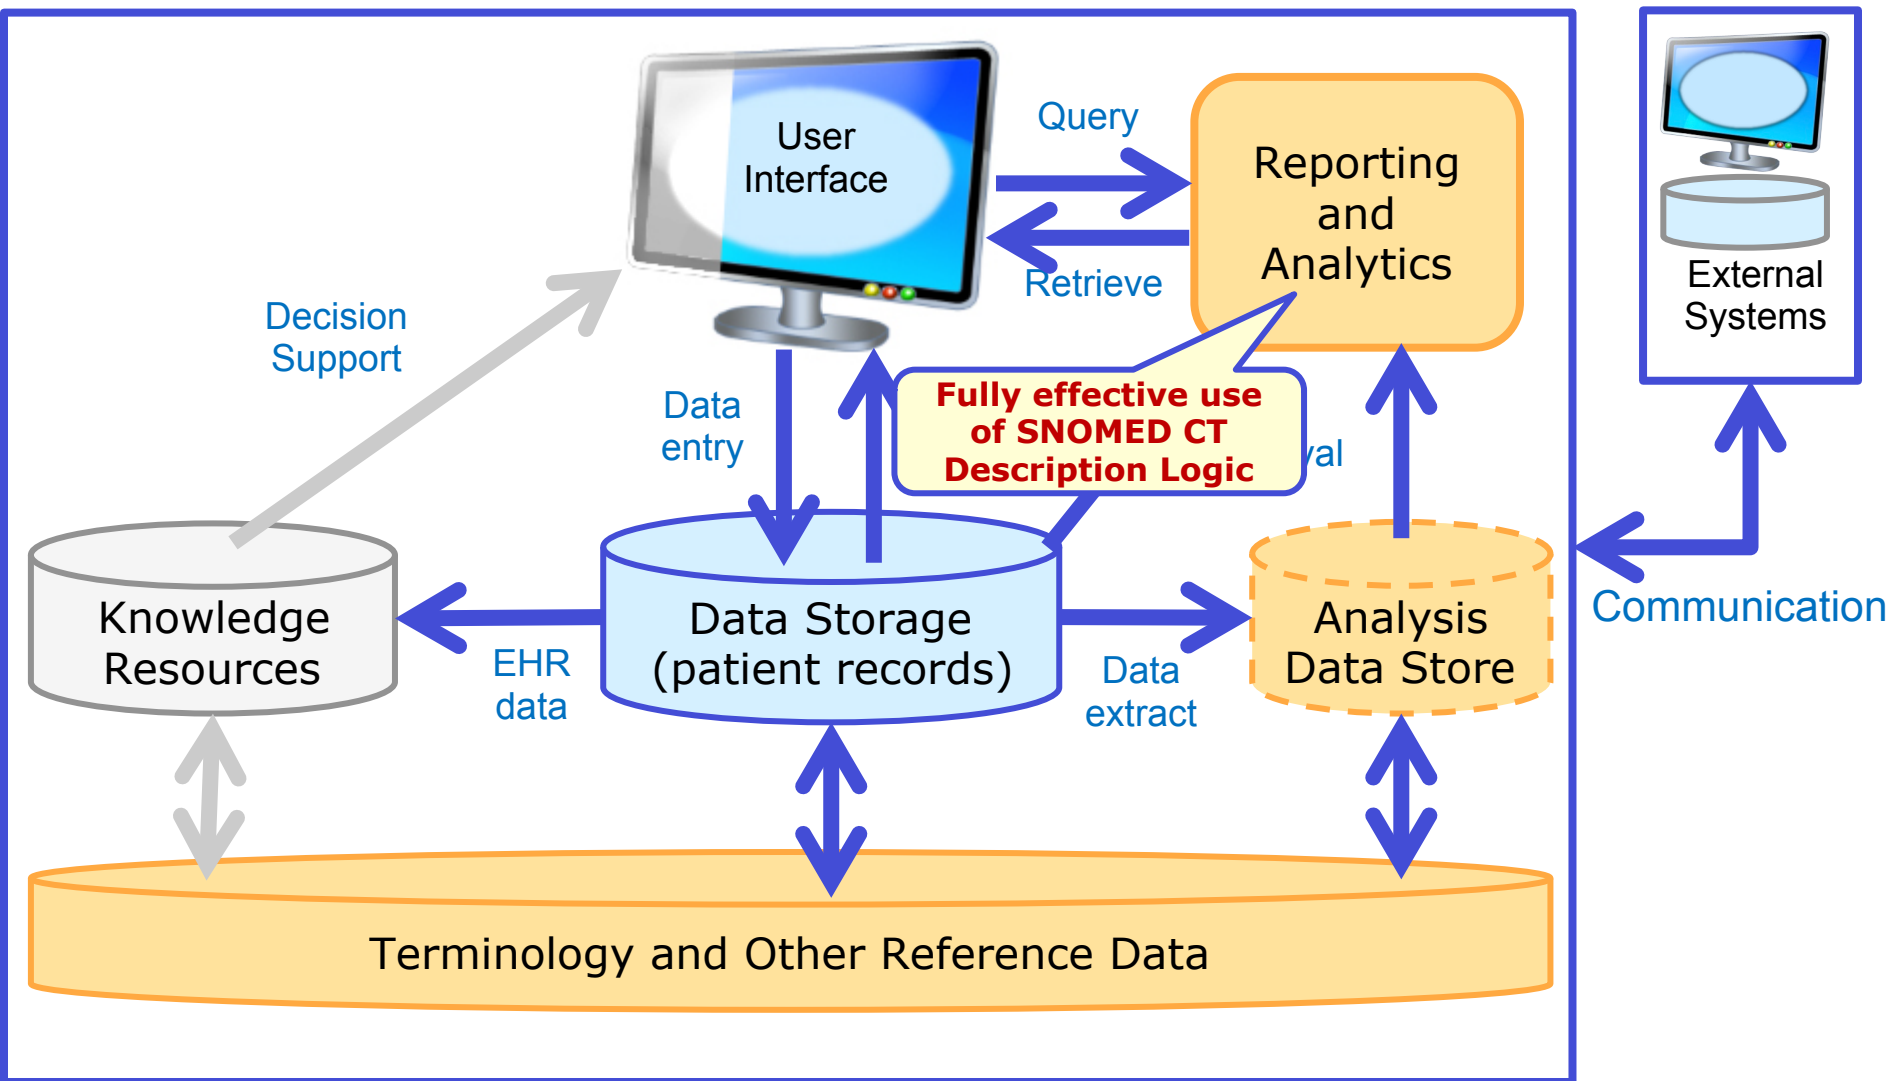 User
Interface
Query
Retrieve
Reporting
and
Analytics
External
Systems
Decision
Support
Data
entry
Fully effective use
of SNOMED CT
Description Logic
Knowledge
Resources
EHR
data
Data Storage
(patient records)
Data
extract
Analysis
Data Store
Communication
Terminology and Other Reference Data